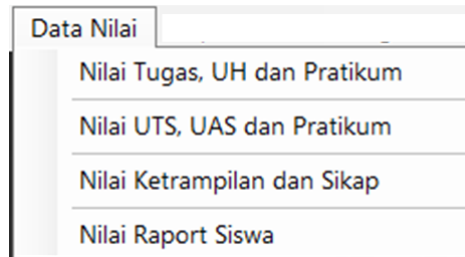 Data Nilai
Nilai Tugas, UH dan Pratikum
Nilai UTS, UAS dan Pratikum
Nilai Ketrampilan dan Sikap
Nilai Raport Siswa